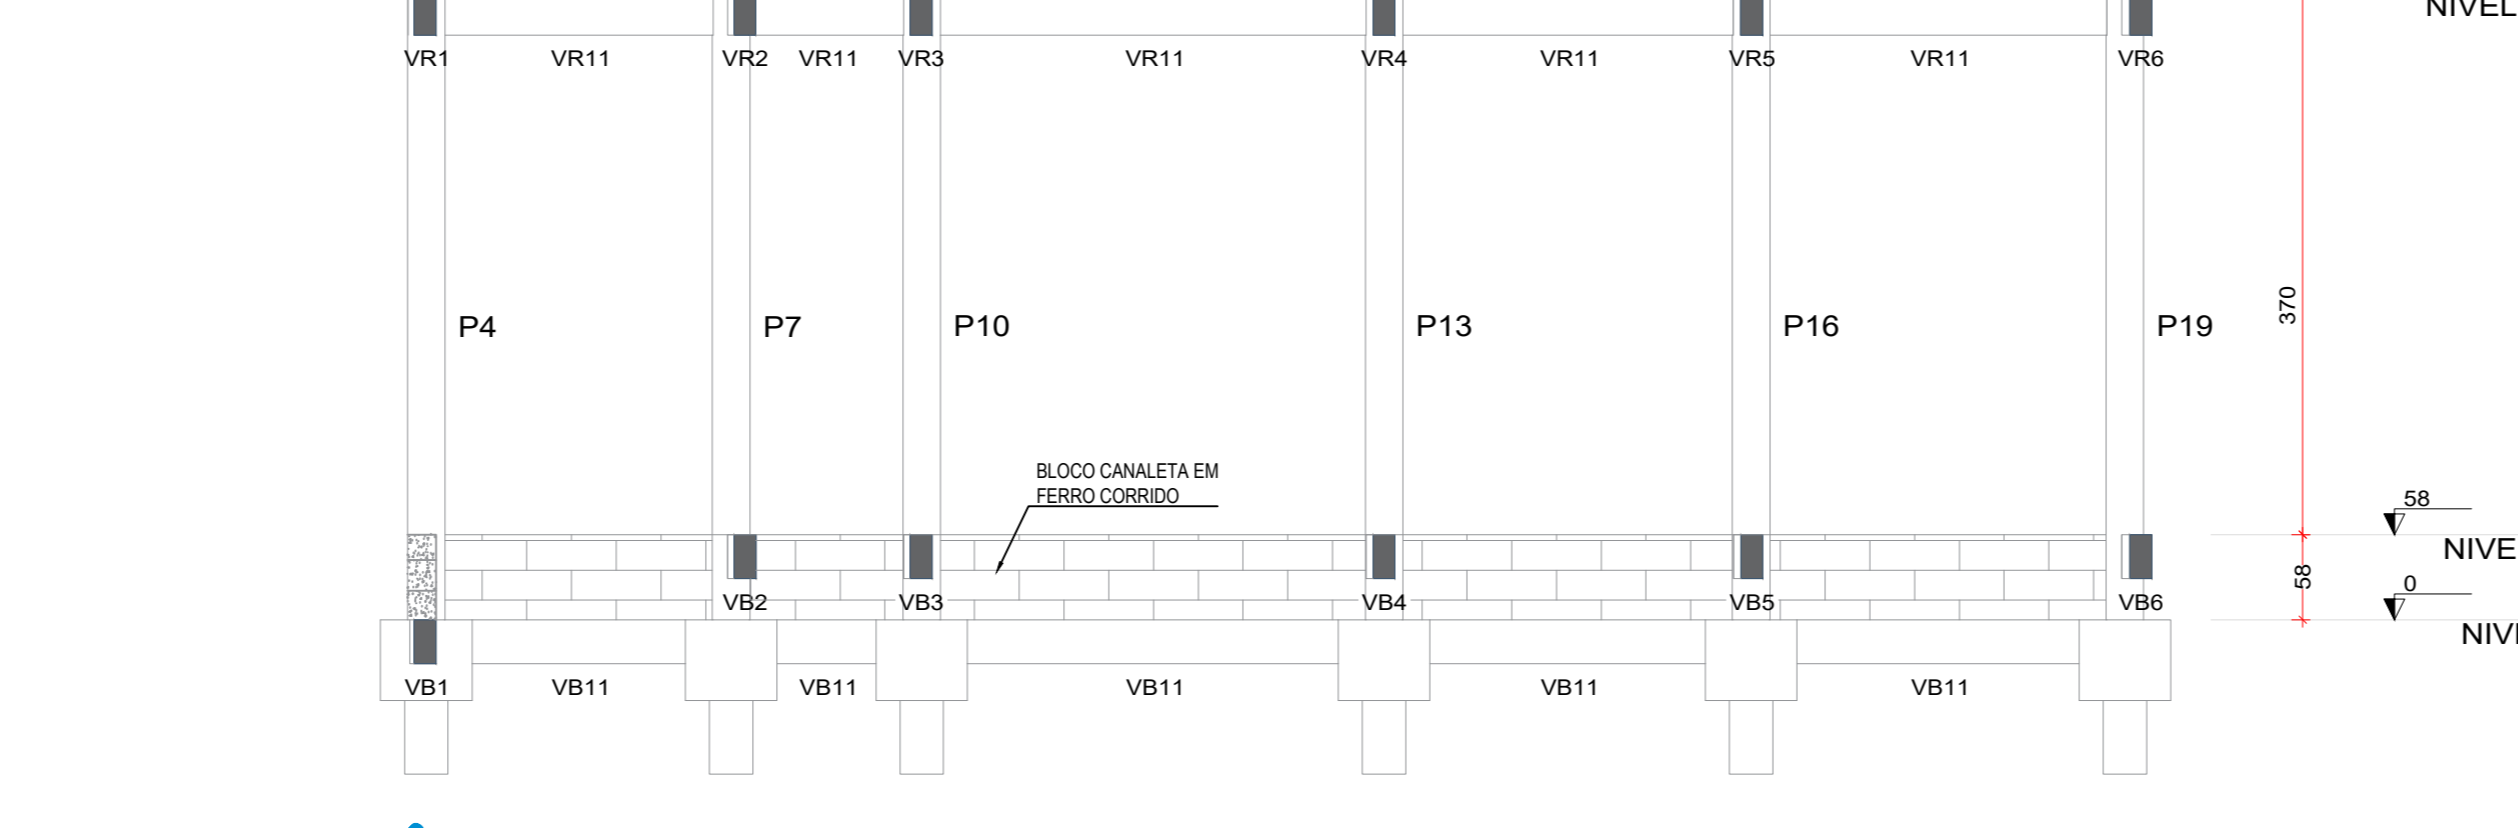 NIVEL
VR1 VR11 VR2 VR11 VR3 VR11 VR4 VR11 VR5 VR11 VR6
370
P4 P7 P10 P13 P16 P19
BLOCO CANALETA EM
FERRO CORRIDO
58
NIVE
58
0
VB2 VB3 VB4 VB5 VB6
NIV
VB1 VB11 VB11 VB11 VB11 VB11